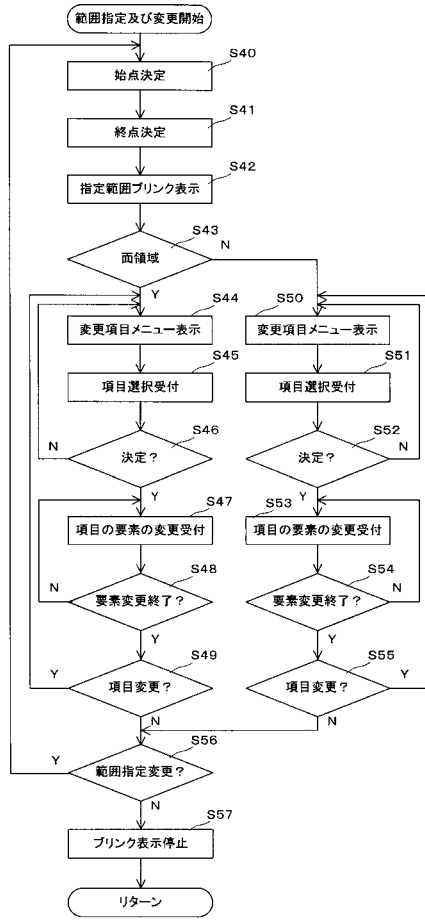 範囲指定及び変更開始
S40
始点決定
S41
終点決定
S42
指定範囲ブリンク表示
S43
面領域
N
Y
S44
変更項目メニュー表示
S45
項目選択受付
S46
決定？
N
Y
S47
項目の要素の変更受付
S48
要素変更終了？
N
Y
S49
項目変更？
Y
N
S50
変更項目メニュー表示
S51
項目選択受付
S52
決定？
N
Y
S53
項目の要素の変更受付
S54
要素変更終了？
N
Y
S55
項目変更？
Y
N
S56
範囲指定変更？
Y
N
S57
ブリンク表示停止
リターン